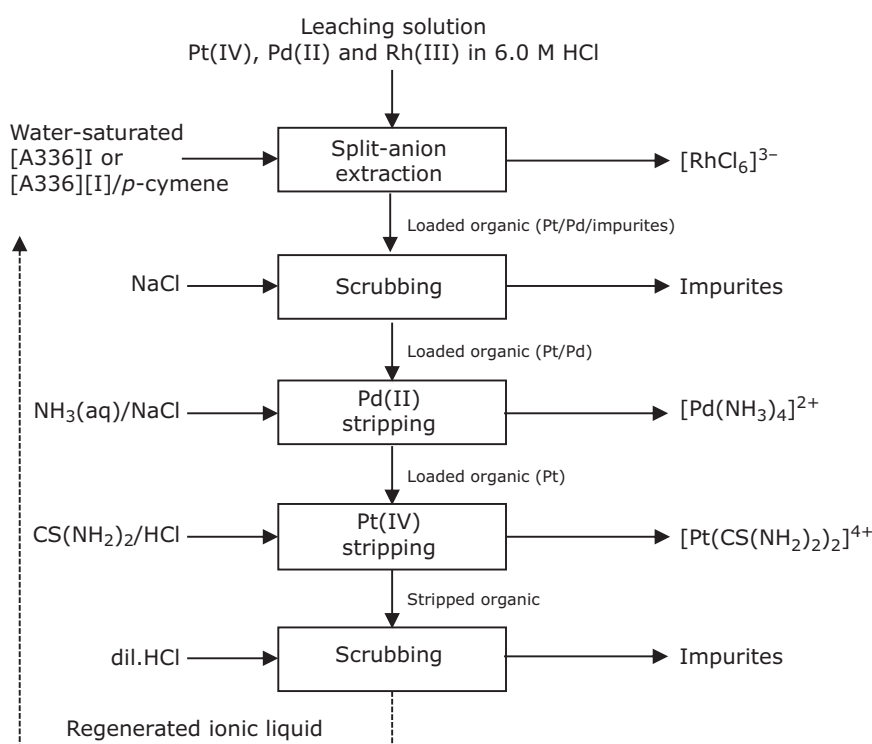 Leaching solution
Pt(IV), Pd(II) and Rh(III) in 6.0 M HCl
Water-saturated
[A336]I or
[A336][I]/p-cymene
Split-anion
extraction
[RhCl₆]³⁻
Loaded organic (Pt/Pd/impurites)
NaCl
Scrubbing
Impurites
Loaded organic (Pt/Pd)
NH₃(aq)/NaCl
Pd(II)
stripping
[Pd(NH₃)₄]²⁺
Loaded organic (Pt)
CS(NH₂)₂/HCl
Pt(IV)
stripping
[Pt(CS(NH₂)₂)₂]⁴⁺
Stripped organic
dil.HCl
Scrubbing
Impurites
Regenerated ionic liquid